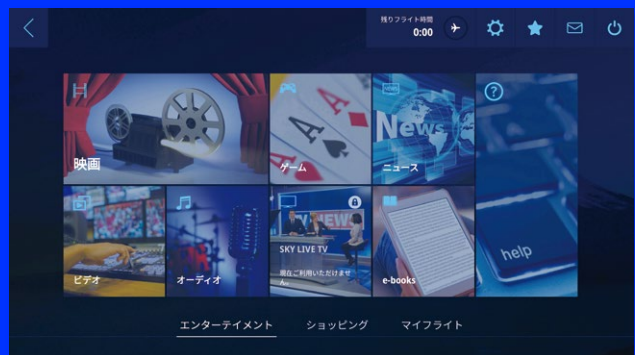 残りフライト時間
0:00
映画
ゲーム
News
ニュース
ビデオ
オーディオ
NEWS
SKY LIVE TV
現在ご利用いただけませ
ん。
e-books
help
エンターテイメント
ショッピング
マイフライト